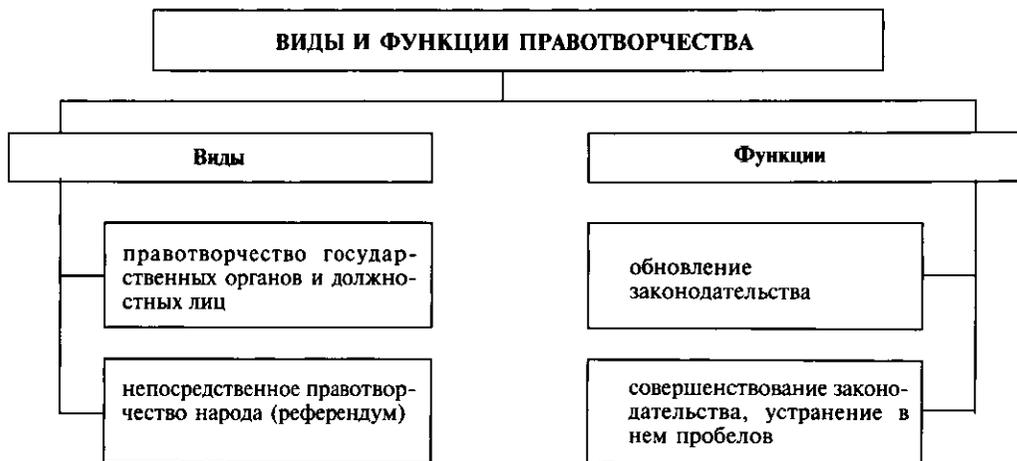 ВИДЫ И ФУНКЦИИ ПРАВОТВОРЧЕСТВА
Виды
правотворчество государ-
ственных органов и должно-
стных лиц
непосредственное правотвор-
чество народа (референдум)
Функции
обновление
законодательства
совершенствование законо-
дательства, устранение в
нем пробелов